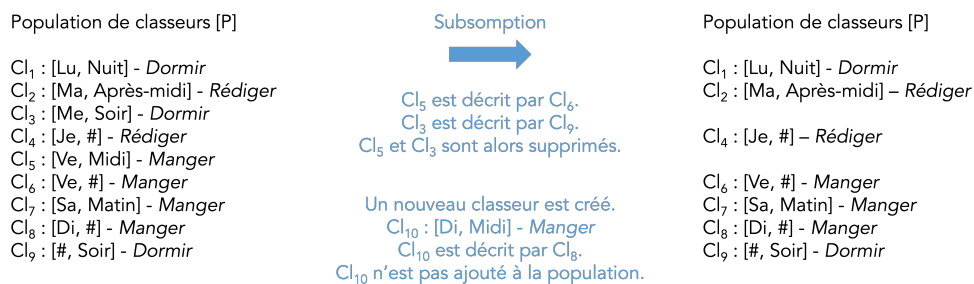 Population de classeurs [P]
Cl₁ : [Lu, Nuit] - Dormir
Cl₂ : [Ma, Après-midi] - Rédiger
Cl₃ : [Me, Soir] - Dormir
Cl₄ : [Je, #] - Rédiger
Cl₅ : [Ve, Midi] - Manger
Cl₆ : [Ve, #] - Manger
Cl₇ : [Sa, Matin] - Manger
Cl₈ : [Di, #] - Manger
Cl₉ : [#, Soir] - Dormir
Subsomption
Cl₅ est décrit par Cl₆.
Cl₃ est décrit par Cl₉.
Cl₅ et Cl₃ sont alors supprimés.
Un nouveau classeur est créé.
Cl₁₀ : [Di, Midi] - Manger
Cl₁₀ est décrit par Cl₈.
Cl₁₀ n’est pas ajouté à la population.
Population de classeurs [P]
Cl₁ : [Lu, Nuit] - Dormir
Cl₂ : [Ma, Après-midi] – Rédiger
Cl₄ : [Je, #] – Rédiger
Cl₆ : [Ve, #] - Manger
Cl₇ : [Sa, Matin] - Manger
Cl₈ : [Di, #] - Manger
Cl₉ : [#, Soir] - Dormir